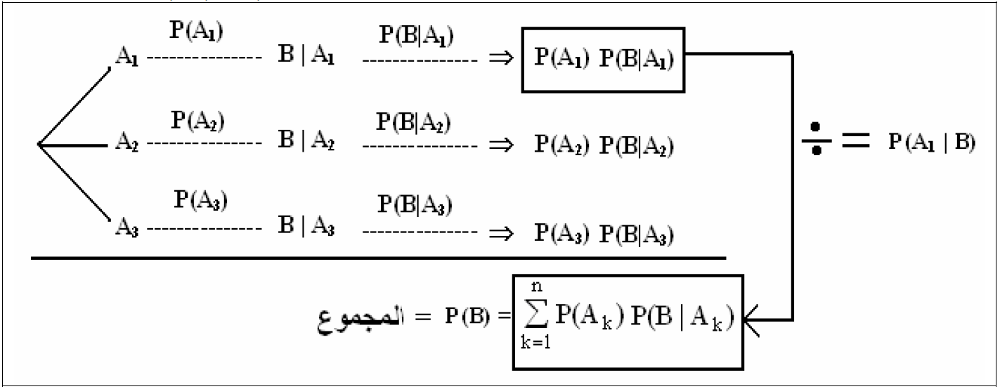 P(A₁) P(B|A₁)
A₁ --------------- B | A₁ --------------- ⇒ P(A₁) P(B|A₁)
P(A₂) P(B|A₂)
A₂ --------------- B | A₂ --------------- ⇒ P(A₂) P(B|A₂) ÷ = P(A₁ | B)
P(A₃) P(B|A₃)
A₃ --------------- B | A₃ --------------- ⇒ P(A₃) P(B|A₃)
n
المجموع = P(B) = ∑ P(Aₖ) P(B | Aₖ)
k=1